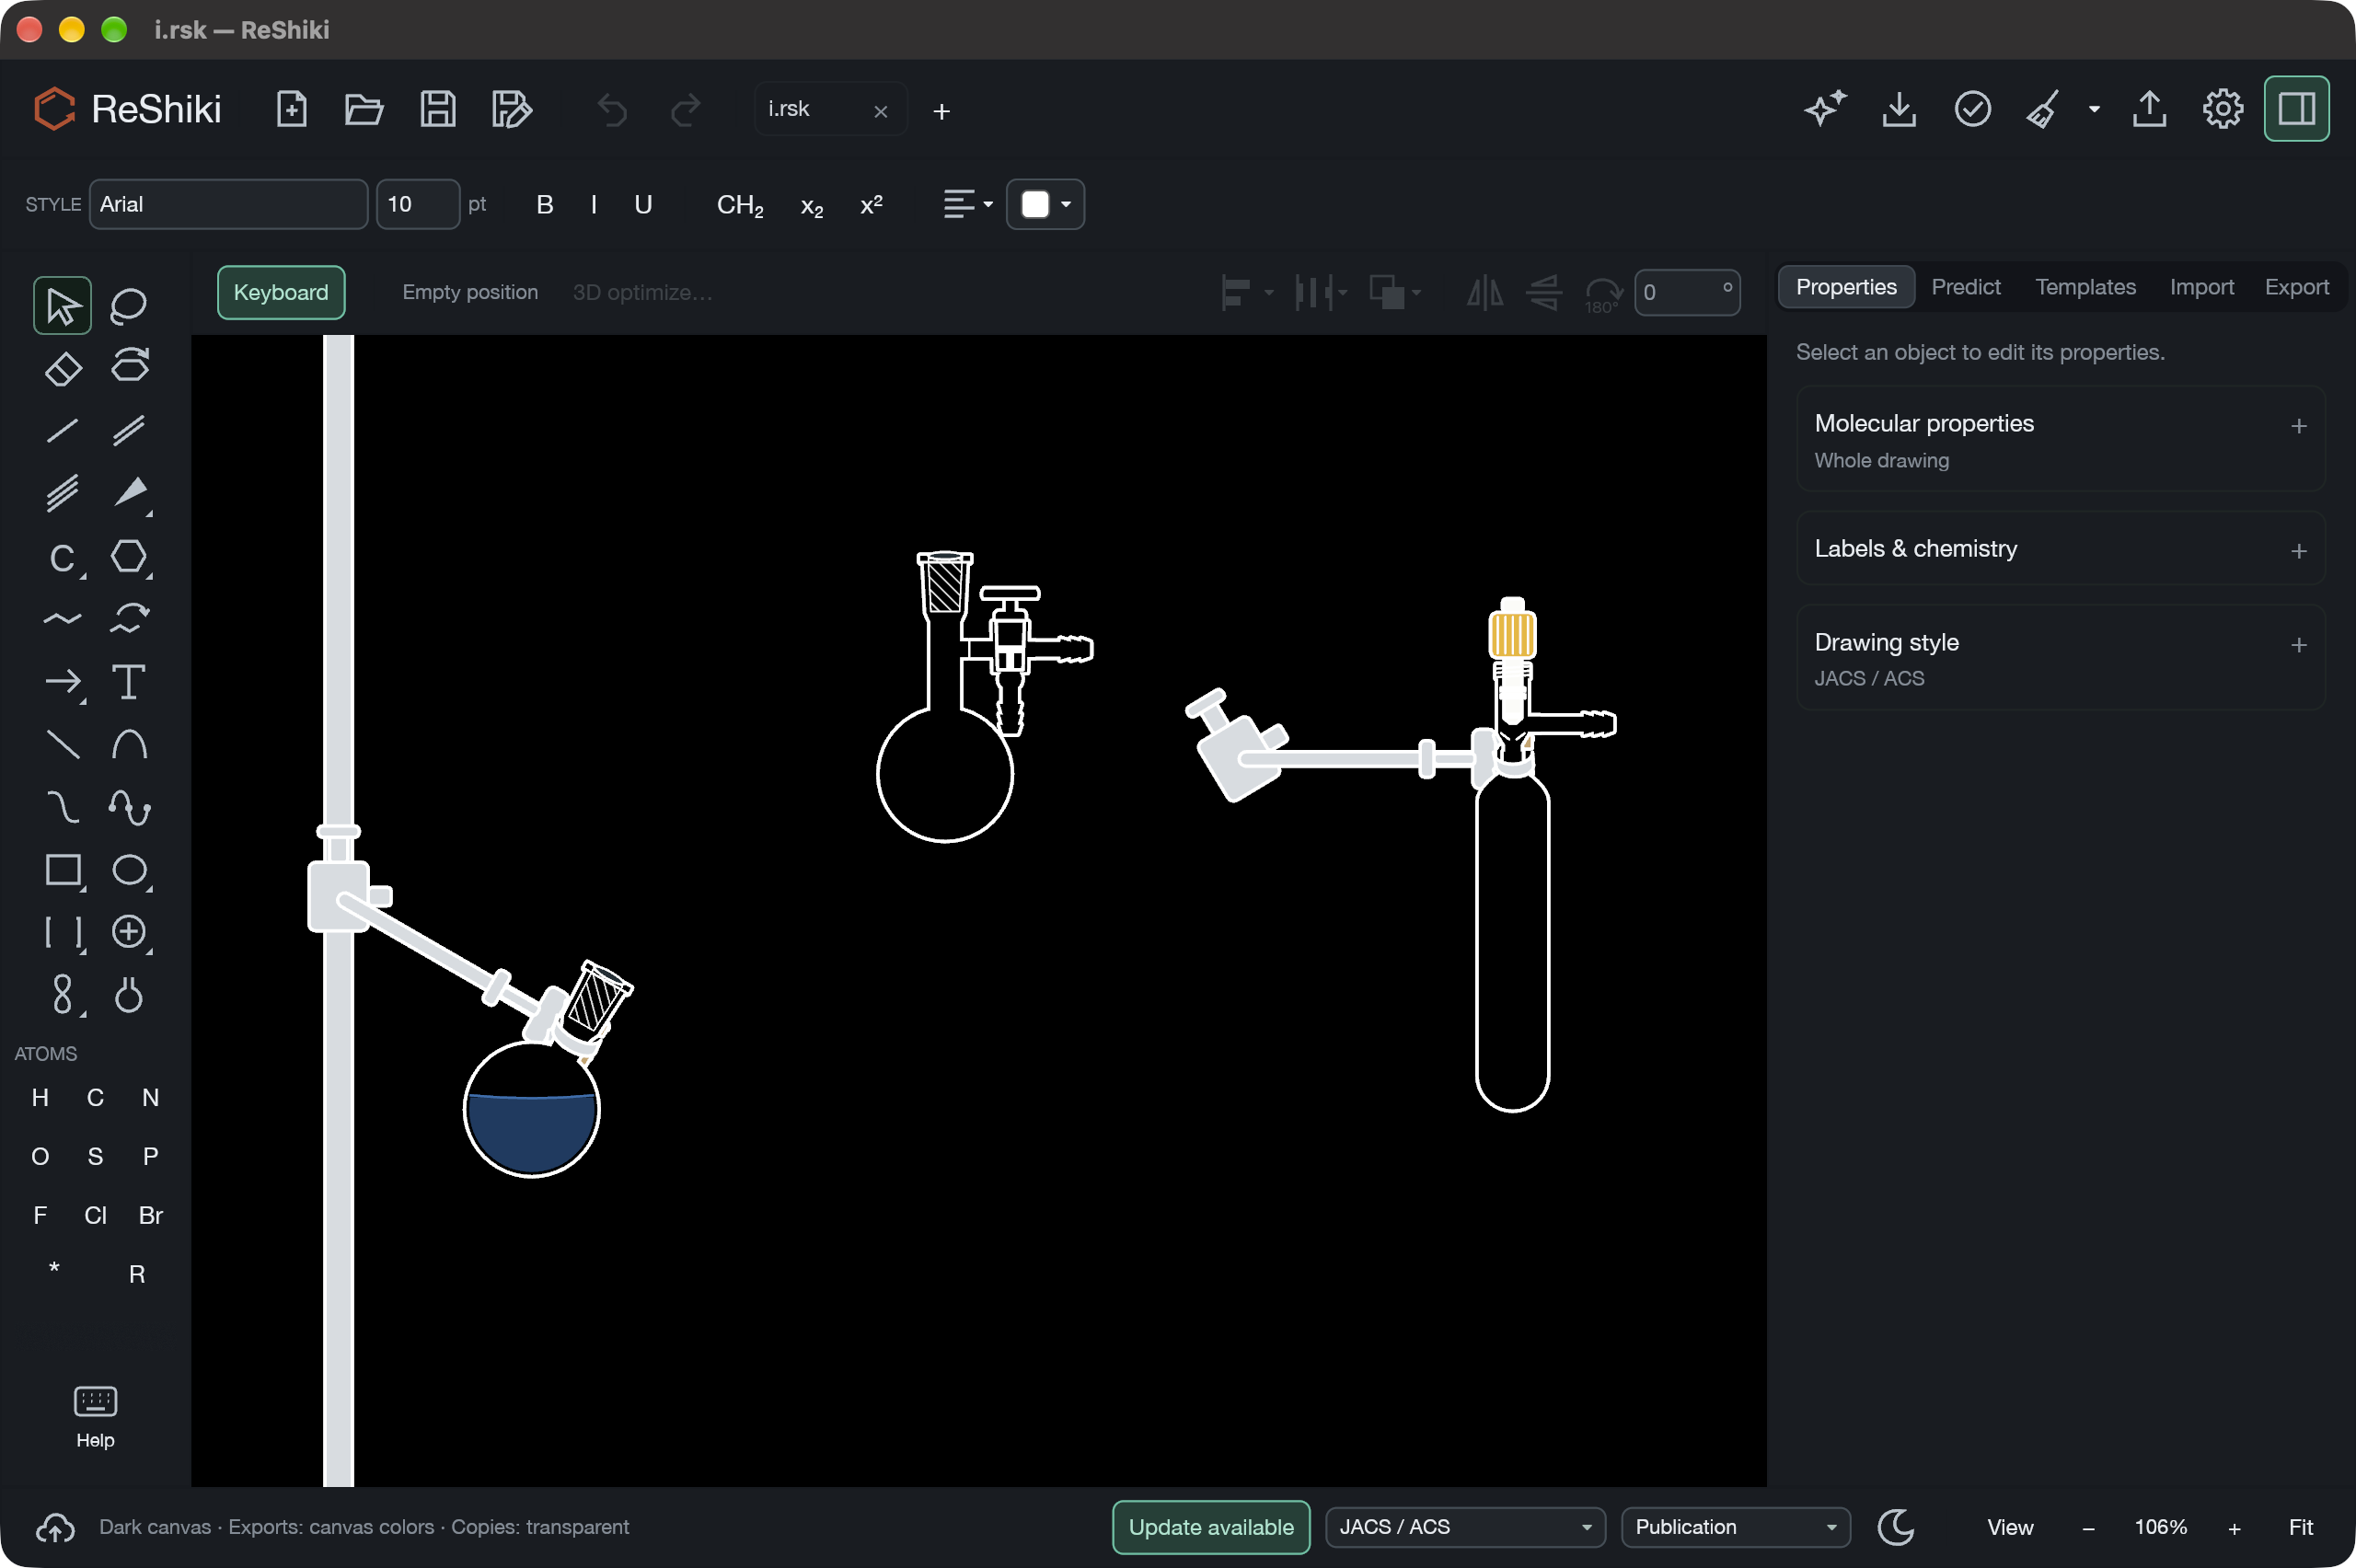 i.rsk — ReShiki
ReShiki
i.rsk × +
STYLE Arial 10 pt B I U CH₂ x₂ x²
Keyboard Empty position 3D optimize… 180° 0 °
Properties Predict Templates Import Export
Select an object to edit its properties.
Molecular properties +
Whole drawing
Labels & chemistry +
Drawing style +
JACS / ACS
C
T
[ ]
ATOMS
H C N
O S P
F Cl Br
* R
Help
Dark canvas · Exports: canvas colors · Copies: transparent
Update available JACS / ACS Publication View – 106% + Fit